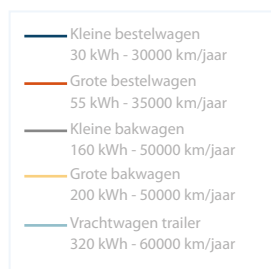 Kleine bestelwagen
30 kWh - 30000 km/jaar
Grote bestelwagen
55 kWh - 35000 km/jaar
Kleine bakwagen
160 kWh - 50000 km/jaar
Grote bakwagen
200 kWh - 50000 km/jaar
Vrachtwagen trailer
320 kWh - 60000 km/jaar